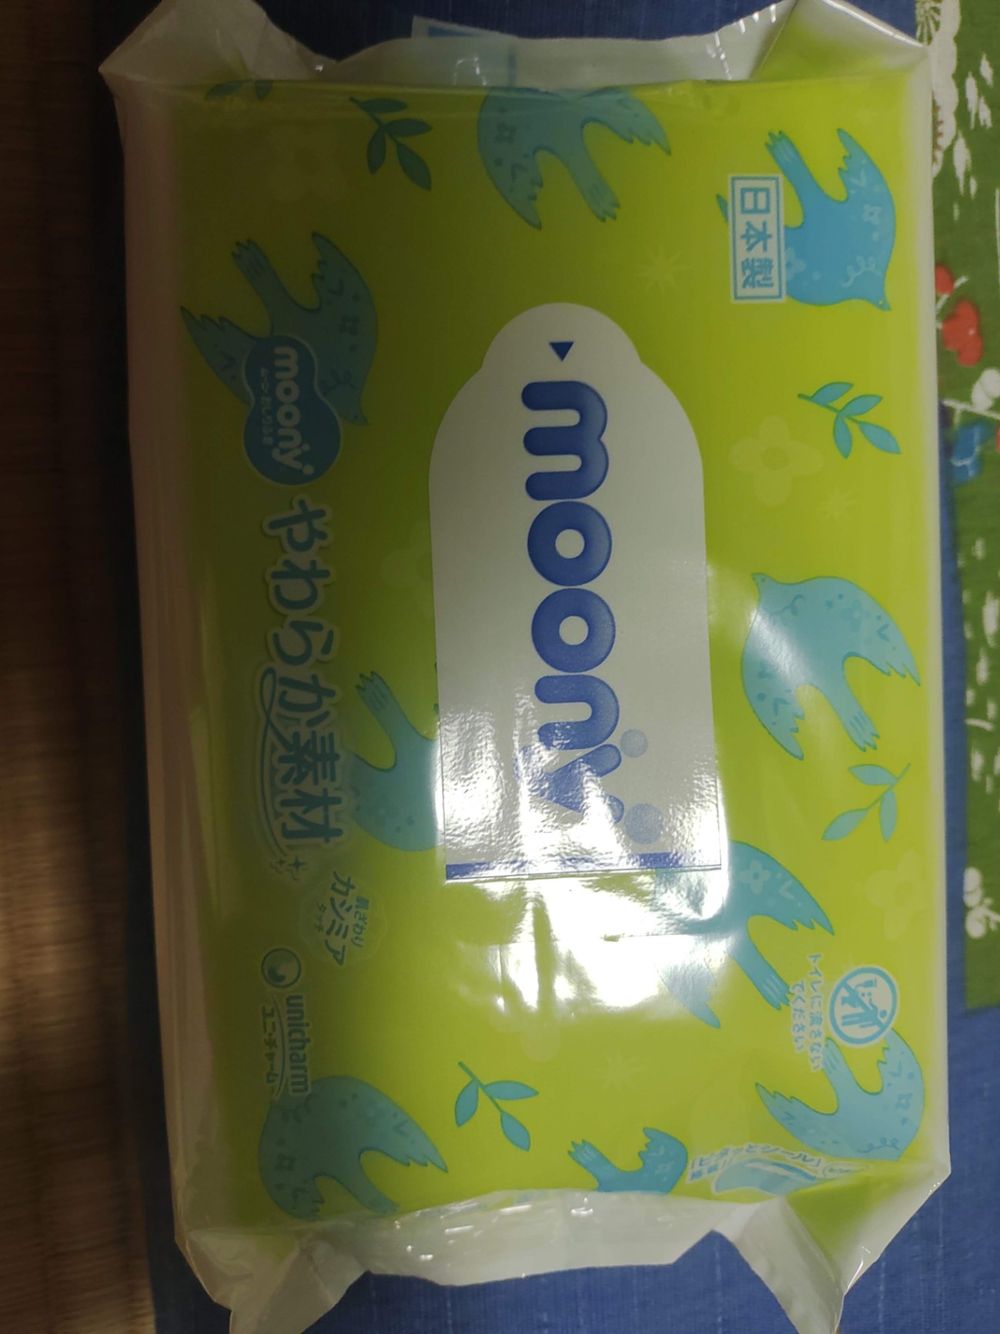 日本製
moony
moony
ムーニーおしりふき
やわらか素材
肌ざわり
カシミア
タッチ
unicharm
ユニ・チャーム
トイレに流さない
でください